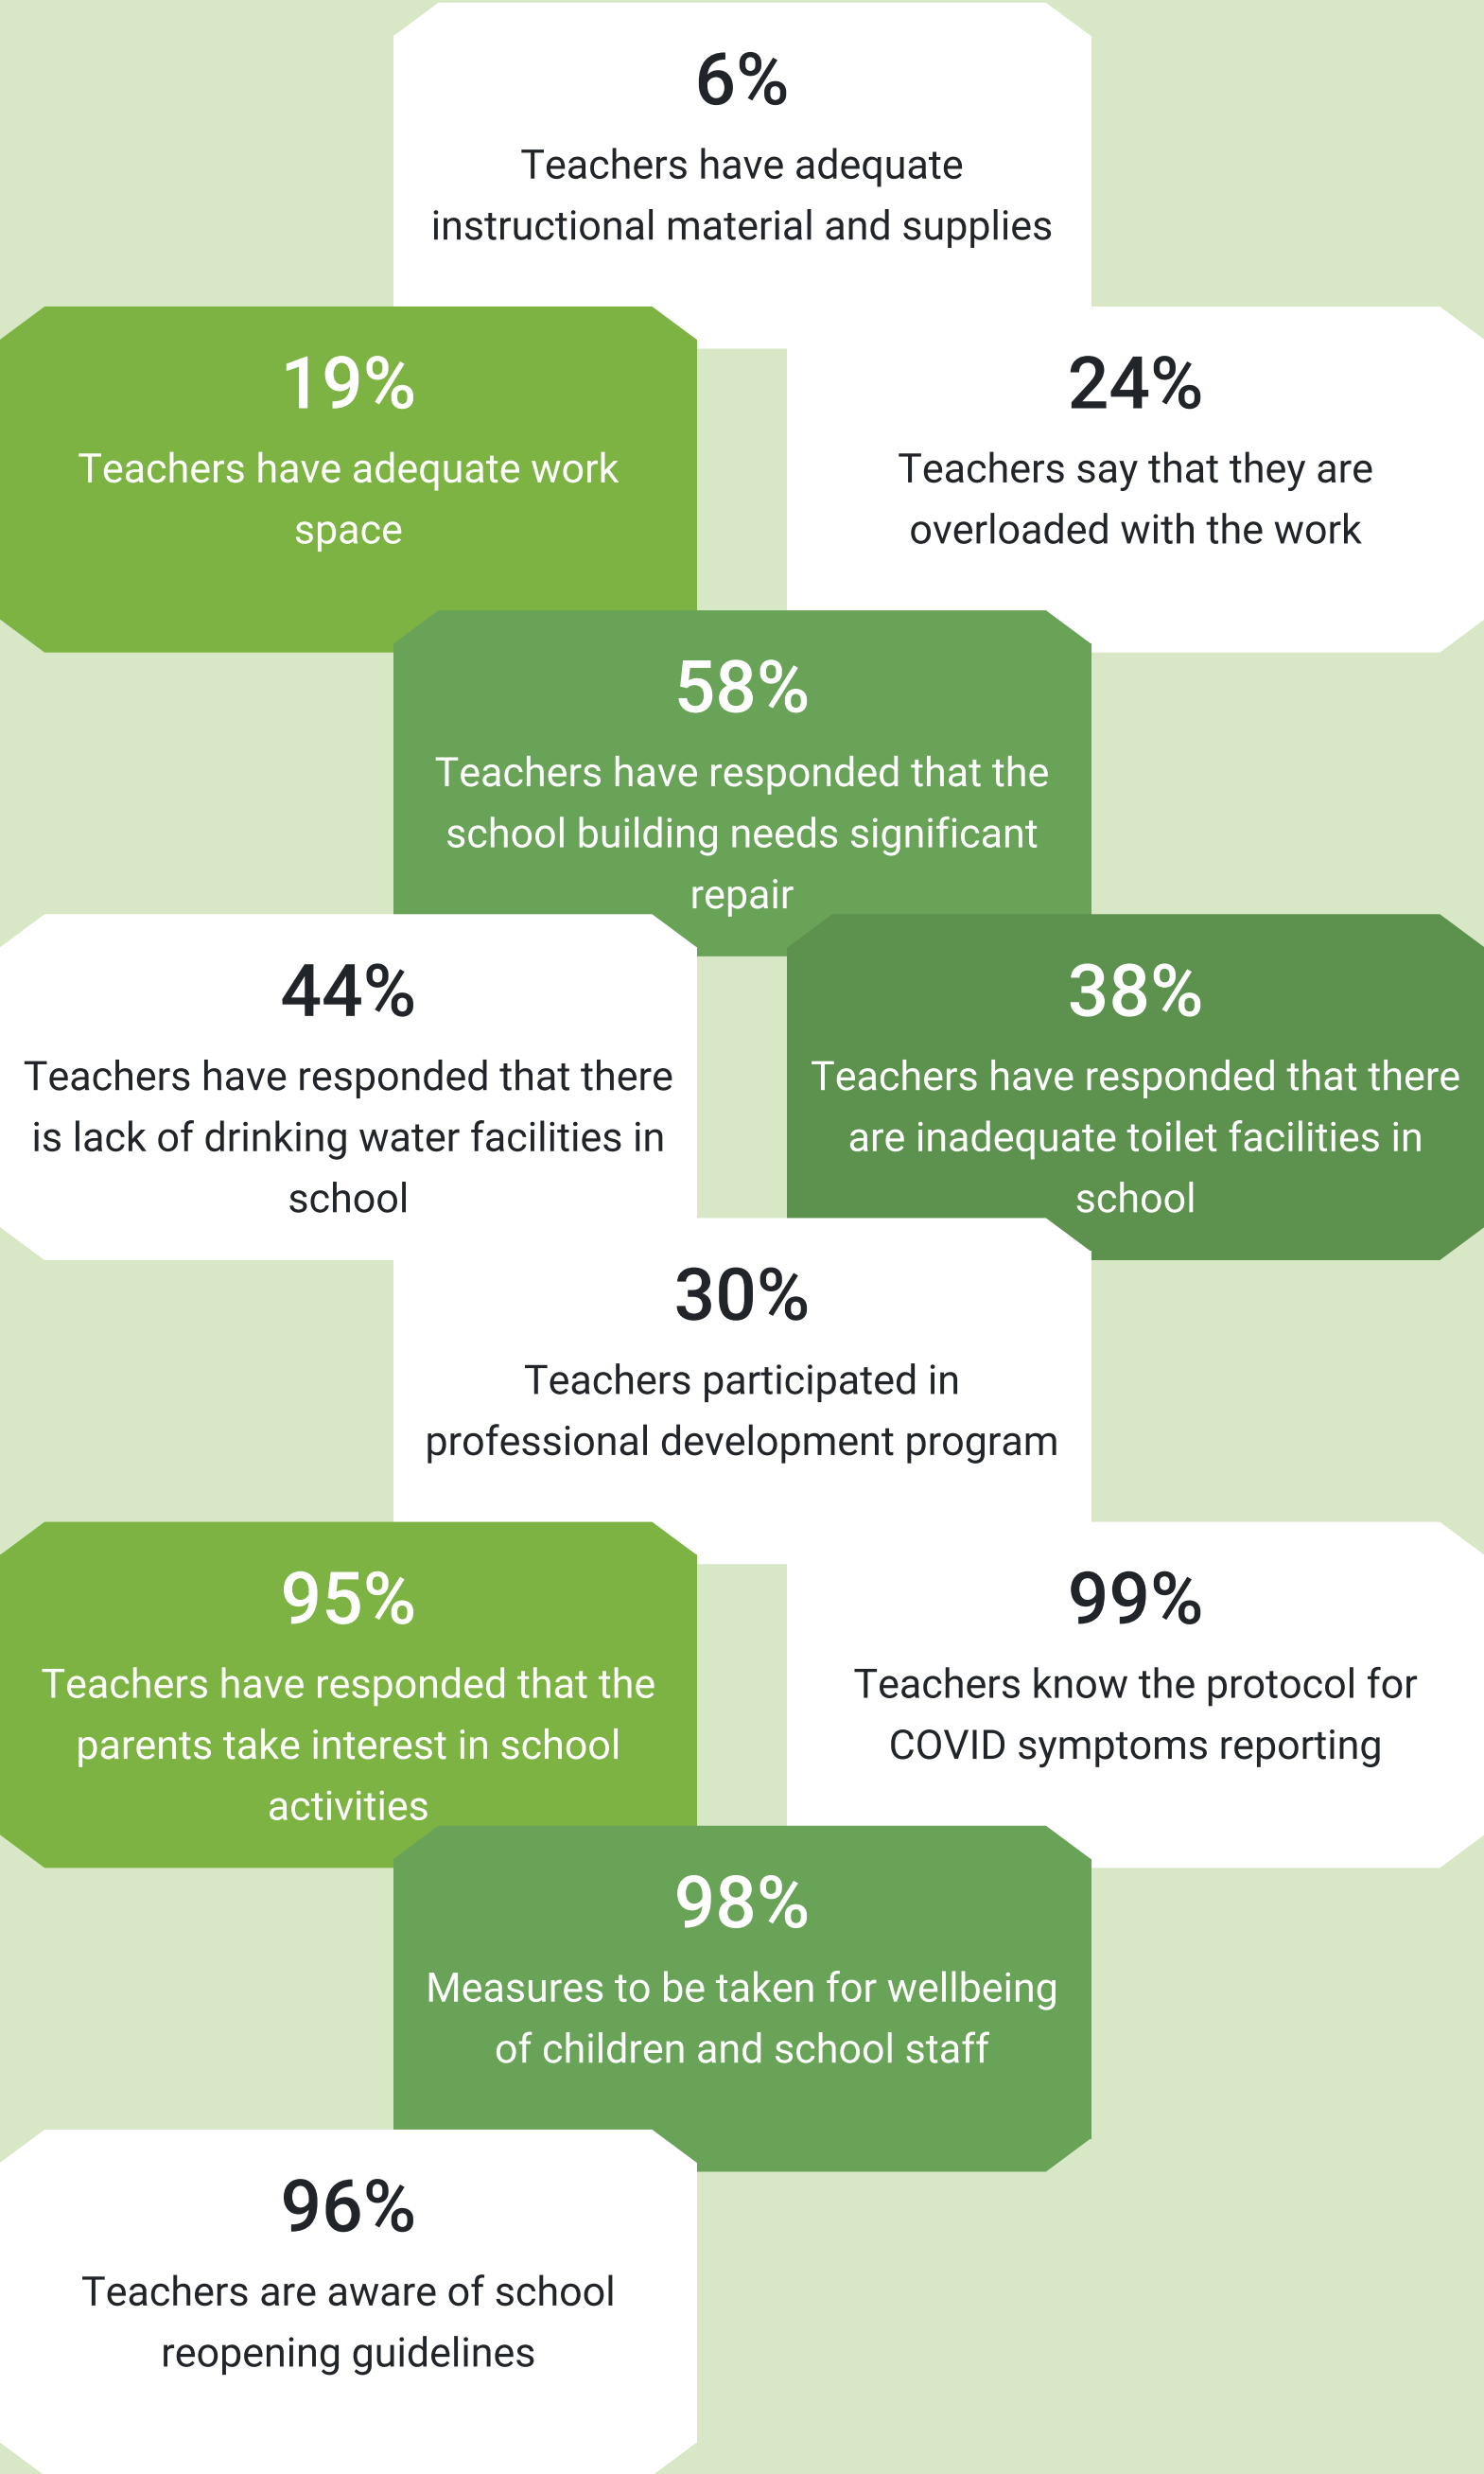 6%
Teachers have adequate
instructional material and supplies
19%
Teachers have adequate work
space
24%
Teachers say that they are
overloaded with the work
58%
Teachers have responded that the
school building needs significant
repair
44%
Teachers have responded that there
is lack of drinking water facilities in
school
38%
Teachers have responded that there
are inadequate toilet facilities in
school
30%
Teachers participated in
professional development program
95%
Teachers have responded that the
parents take interest in school
activities
99%
Teachers know the protocol for
COVID symptoms reporting
98%
Measures to be taken for wellbeing
of children and school staff
96%
Teachers are aware of school
reopening guidelines